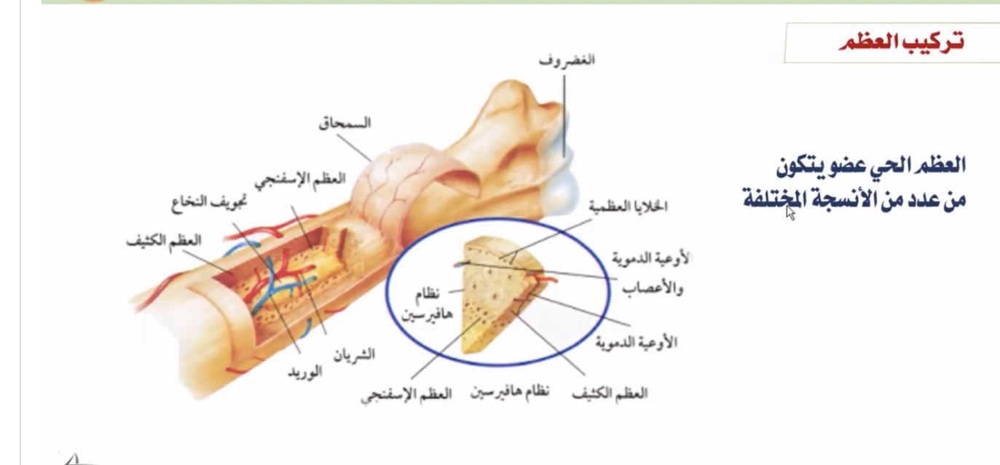 تركيب العظم
العظم الحي عضو يتكون
من عدد من الأنسجة المختلفة
الغضروف
السمحاق
العظم الإسفنجي
تجويف النخاع
العظم الكثيف
الخلايا العظمية
الأوعية الدموية
والأعصاب
نظام
هافيرسين
الأوعية الدموية
الشريان
الوريد
العظم الكثيف
نظام هافيرسين
العظم الإسفنجي